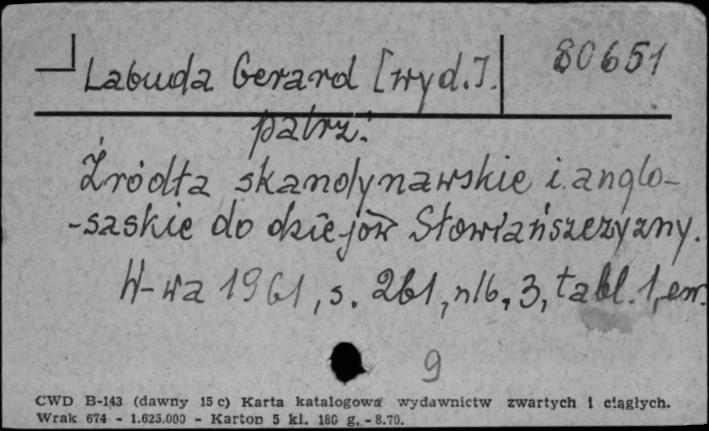 Labuda Gerard [wyd.]. 80651
patrz:
Źródła skandynawskie i anglo-
-saskie do dziejów Słowiańszczyzny.
W-wa 1961, s. 261, nlb. 3, tabl. 1, err.
9
CWD B-143 (dawny 15 c) Karta katalogowa wydawnictw zwartych i ciągłych.
Wrak 674 - 1.625.000 - Karton 5 kl. 180 g. - 8.70.